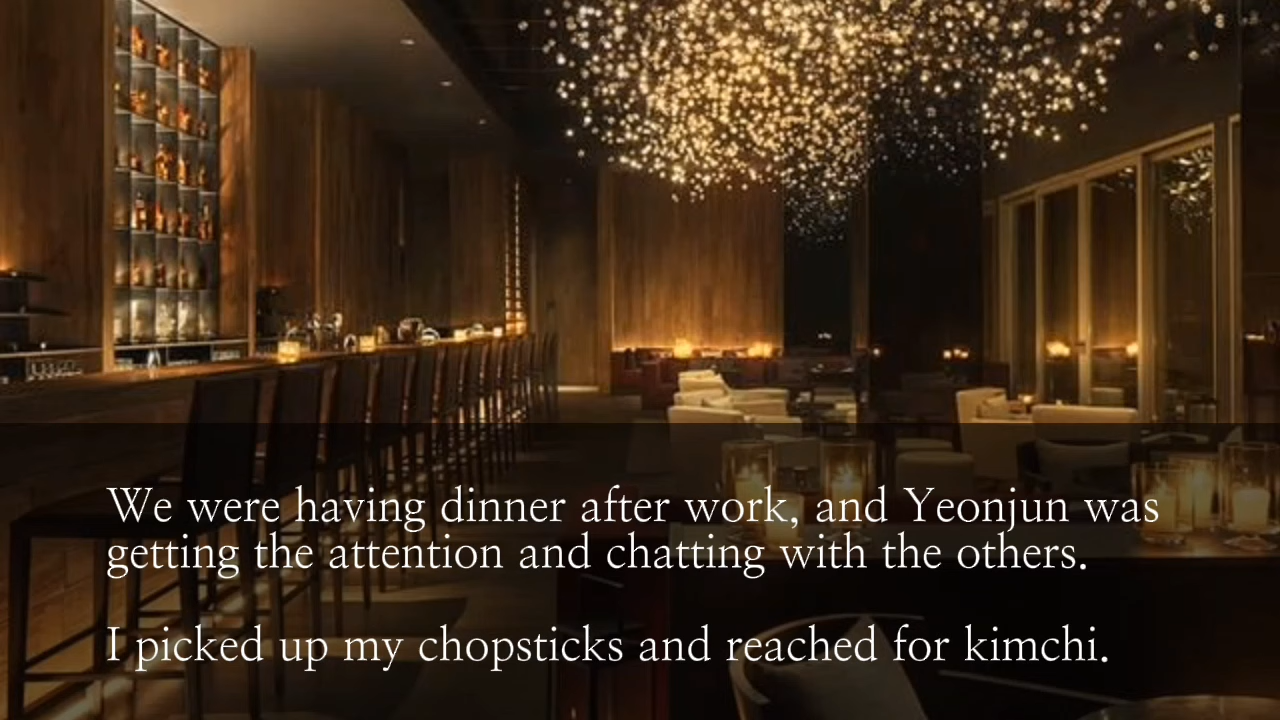 We were having dinner after work, and Yeonjun was
getting the attention and chatting with the others.
I picked up my chopsticks and reached for kimchi.